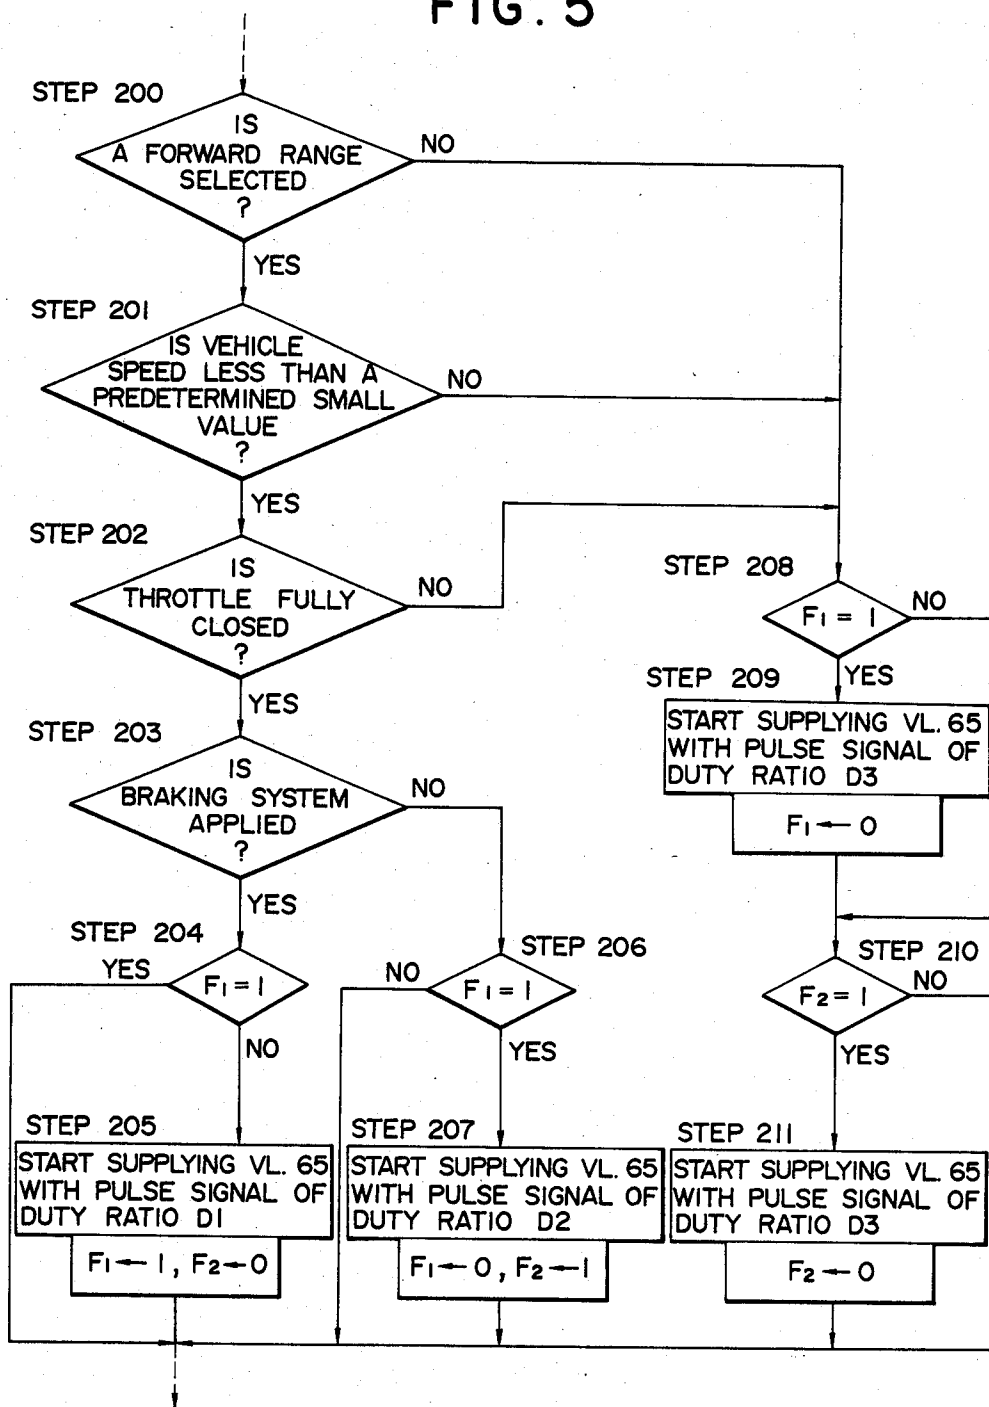 FIG. 5
STEP 200
IS
A FORWARD RANGE
SELECTED
?
NO
YES
STEP 201
IS VEHICLE
SPEED LESS THAN A
PREDETERMINED SMALL
VALUE
?
NO
YES
STEP 202
IS
THROTTLE FULLY
CLOSED
?
NO
YES
STEP 203
IS
BRAKING SYSTEM
APPLIED
?
NO
YES
STEP 204
YES
F1 = 1
NO
STEP 205
START SUPPLYING VL. 65
WITH PULSE SIGNAL OF
DUTY RATIO D1
F1 ← 1, F2 ← 0
STEP 206
NO
F1 = 1
YES
STEP 207
START SUPPLYING VL. 65
WITH PULSE SIGNAL OF
DUTY RATIO D2
F1 ← 0, F2 ← 1
STEP 208
F1 = 1
NO
YES
STEP 209
START SUPPLYING VL. 65
WITH PULSE SIGNAL OF
DUTY RATIO D3
F1 ← 0
STEP 210
F2 = 1
NO
YES
STEP 211
START SUPPLYING VL. 65
WITH PULSE SIGNAL OF
DUTY RATIO D3
F2 ← 0